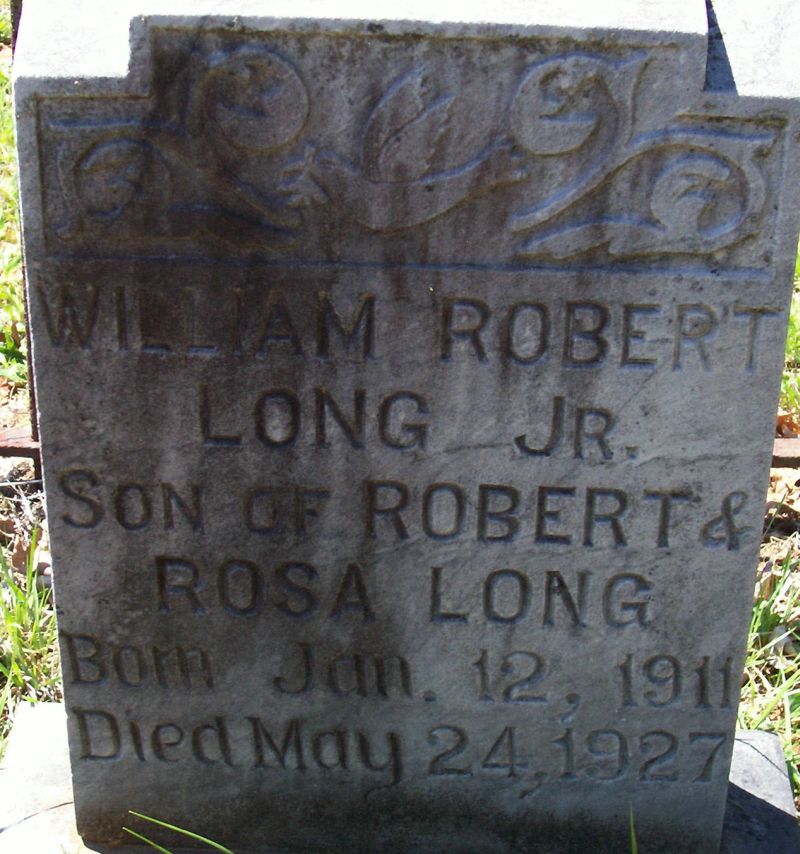 WILLIAM ROBERT
LONG JR.
SON OF ROBERT &
ROSA LONG
Born Jan. 12, 1911
Died May 24, 1927